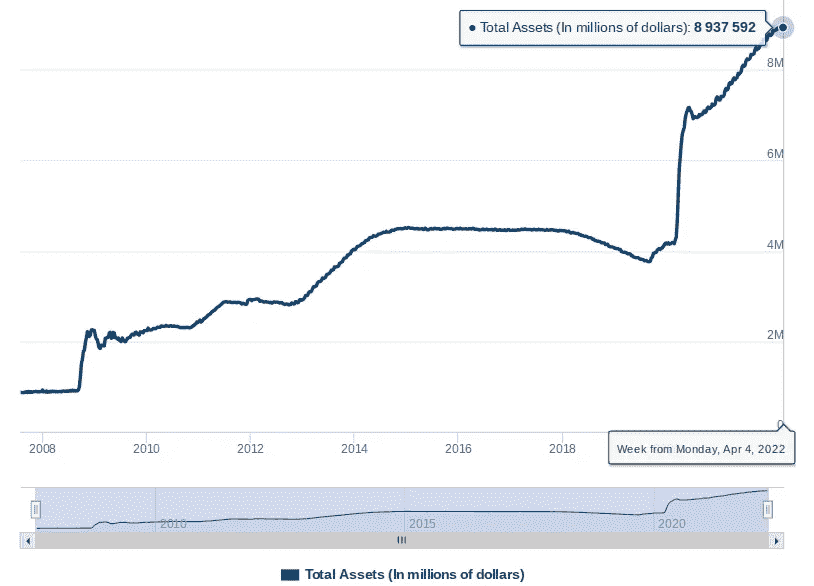 ● Total Assets (In millions of dollars): 8 937 592
8M
6M
4M
2M
0
2008 2010 2012 2014 2016 2018
Week from Monday, Apr 4, 2022
2010 2015 2020
Total Assets (In millions of dollars)